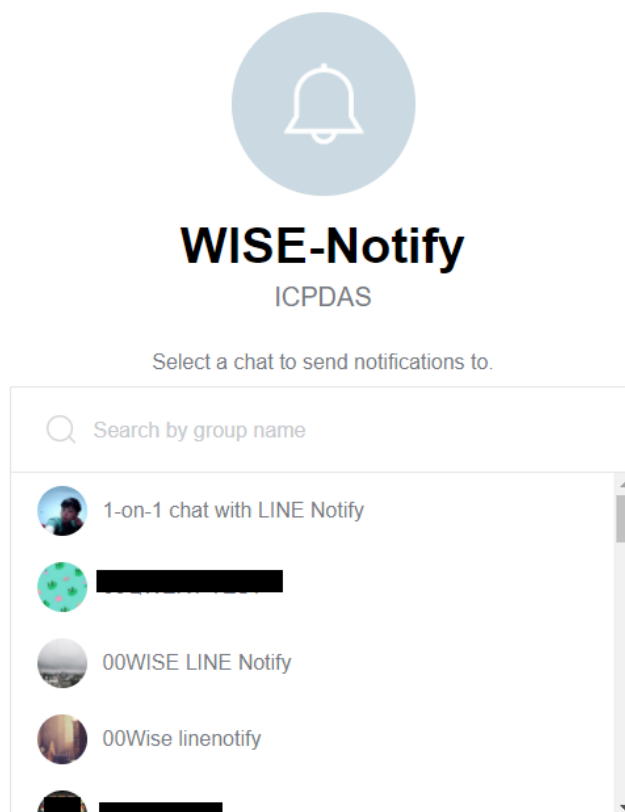 WISE-Notify
ICPDAS
Select a chat to send notifications to.
Search by group name
1-on-1 chat with LINE Notify
00WISE LINE Notify
00Wise linenotify